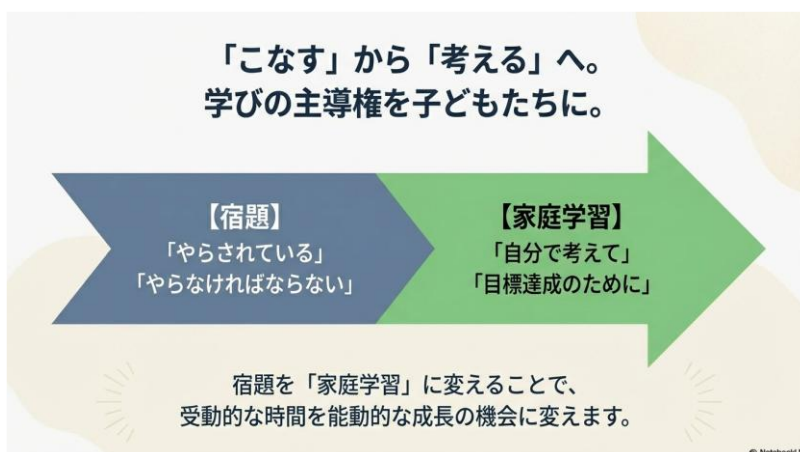 「こなす」から「考える」へ。
学びの主導権を子どもたちに。
【宿題】
「やらされている」
「やらなければならない」
【家庭学習】
「自分で考えて」
「目標達成のために」
宿題を「家庭学習」に変えることで、
受動的な時間を能動的な成長の機会に変えます。